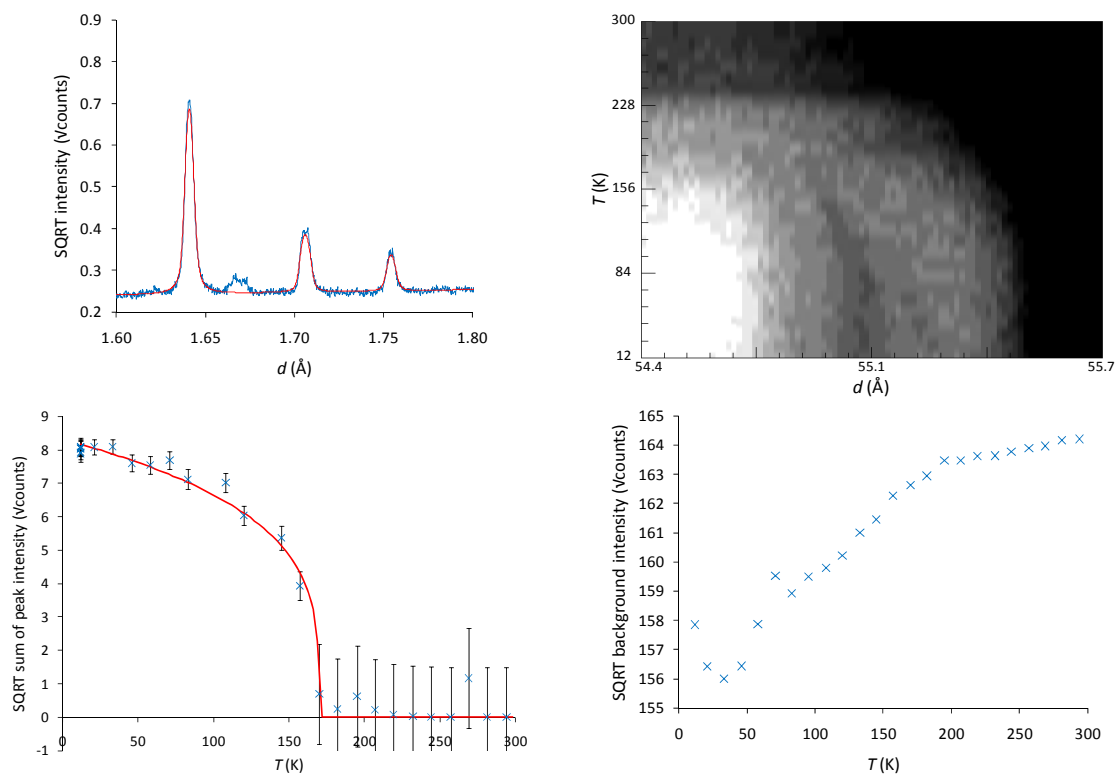 0.9
0.8
0.7
0.6
0.5
0.4
0.3
0.2
SQRT intensity (√counts)
1.60 1.65 1.70 1.75 1.80
d (Å)
300
228
156
84
12
T (K)
54.4 55.1 55.7
d (Å)
9
8
7
6
5
4
3
2
1
0
-1
SQRT sum of peak intensity (√counts)
0 50 100 150 200 250 300
T (K)
165
164
163
162
161
160
159
158
157
156
155
SQRT background intensity (√counts)
0 50 100 150 200 250 300
T (K)